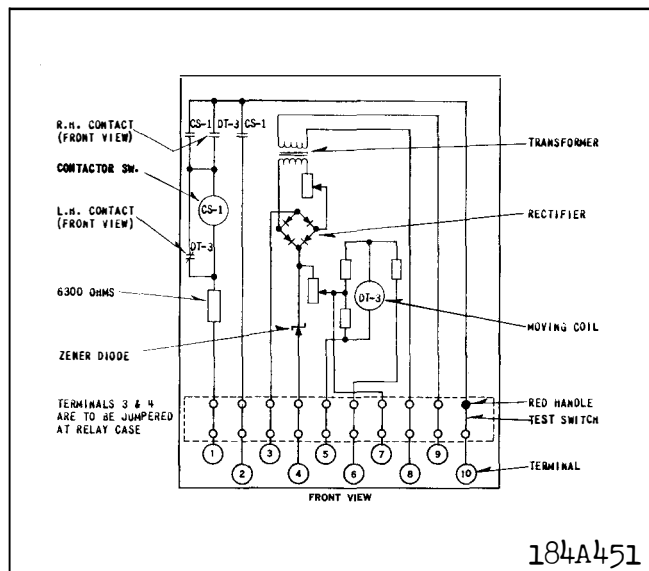 R.H. CONTACT
(FRONT VIEW)
CONTACTOR SW.
L.H. CONTACT
(FRONT VIEW)
6300 OHMS
ZENER DIODE
TERMINALS 3 & 4
ARE TO BE JUMPERED
AT RELAY CASE
CS-1 DT-3 CS-1
CS-1
DT-3
DT-3
TRANSFORMER
RECTIFIER
MOVING COIL
RED HANDLE
TEST SWITCH
TERMINAL
1 2 3 4 5 6 7 8 9 10
FRONT VIEW
184A451